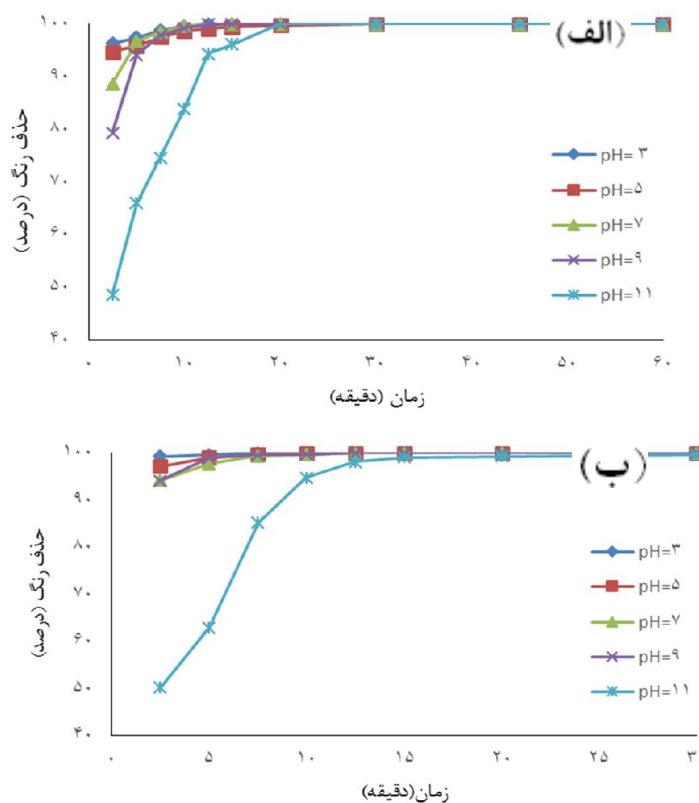 (الف)
حذف رنگ (درصد)
۱۰۰
۹۰
۸۰
۷۰
۶۰
۵۰
۴۰
pH= ۳
pH=۵
pH=۷
pH=۹
pH=۱۱
۰ ۱۰ ۲۰ ۳۰ ۴۰ ۵۰ ۶۰
زمان (دقیقه)
(ب)
حذف رنگ (درصد)
۱۰۰
۹۰
۸۰
۷۰
۶۰
۵۰
۴۰
pH=۳
pH=۵
pH=۷
pH=۹
pH=۱۱
۰ ۵ ۱۰ ۱۵ ۲۰ ۲۵ ۳
زمان(دقیقه)